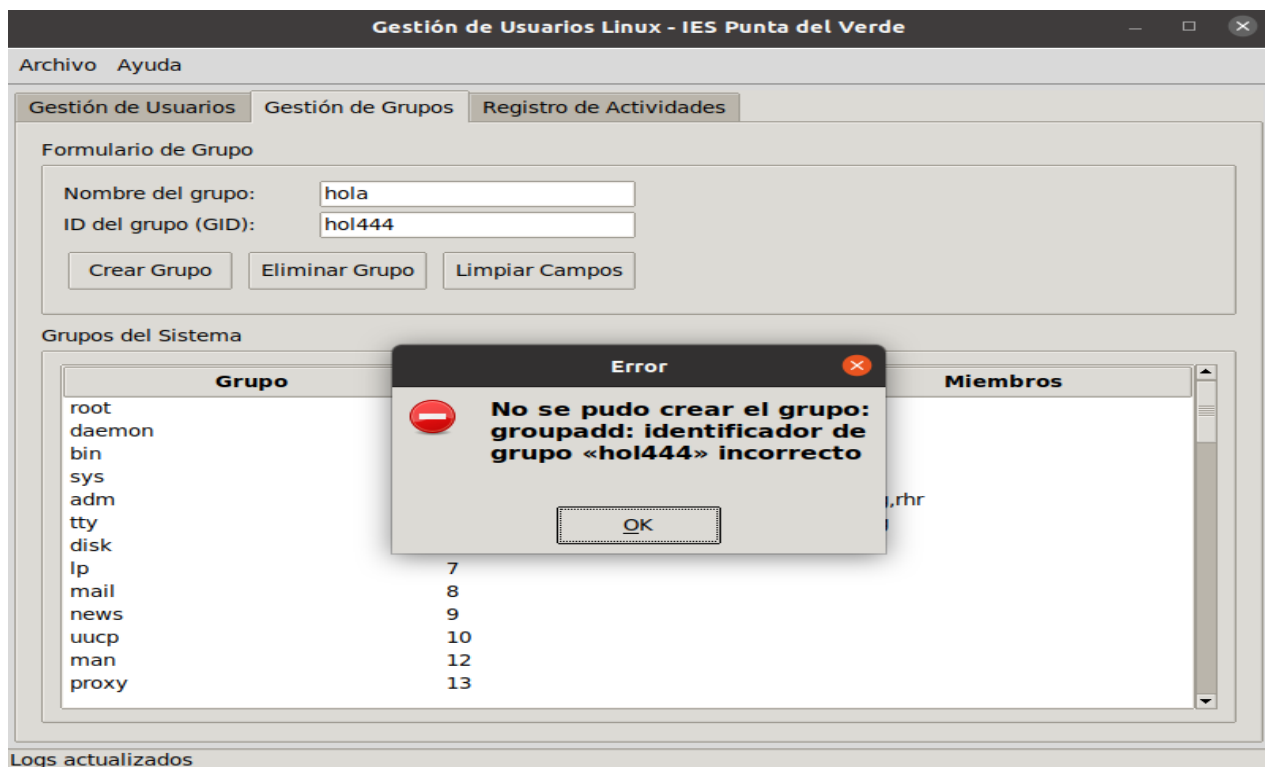 Gestión de Usuarios Linux - IES Punta del Verde
Archivo Ayuda
Gestión de Usuarios Gestión de Grupos Registro de Actividades
Formulario de Grupo
Nombre del grupo: hola
ID del grupo (GID): hol444
Crear Grupo Eliminar Grupo Limpiar Campos
Grupos del Sistema
Grupo Miembros
root
daemon
bin
sys
adm ,rhr
tty
disk
lp 7
mail 8
news 9
uucp 10
man 12
proxy 13
Error
No se pudo crear el grupo:
groupadd: identificador de
grupo «hol444» incorrecto
OK
Logs actualizados